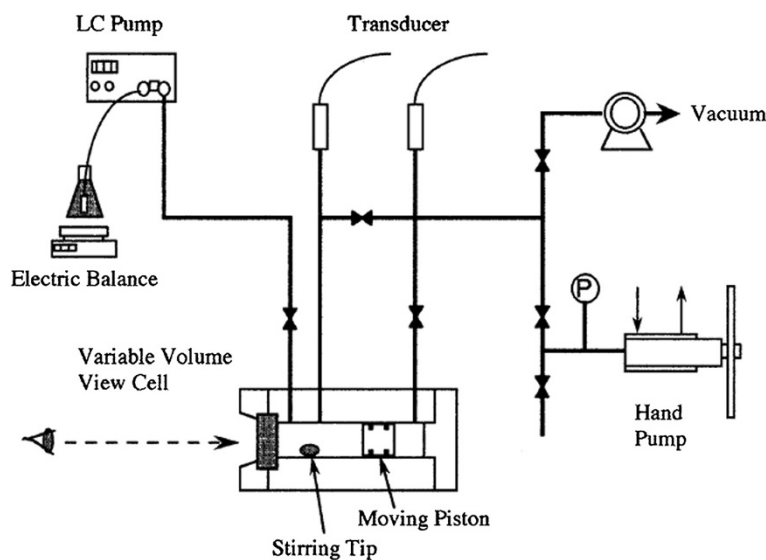 LC Pump
Transducer
Vacuum
Electric Balance
P
Variable Volume
View Cell
Hand
Pump
Moving Piston
Stirring Tip